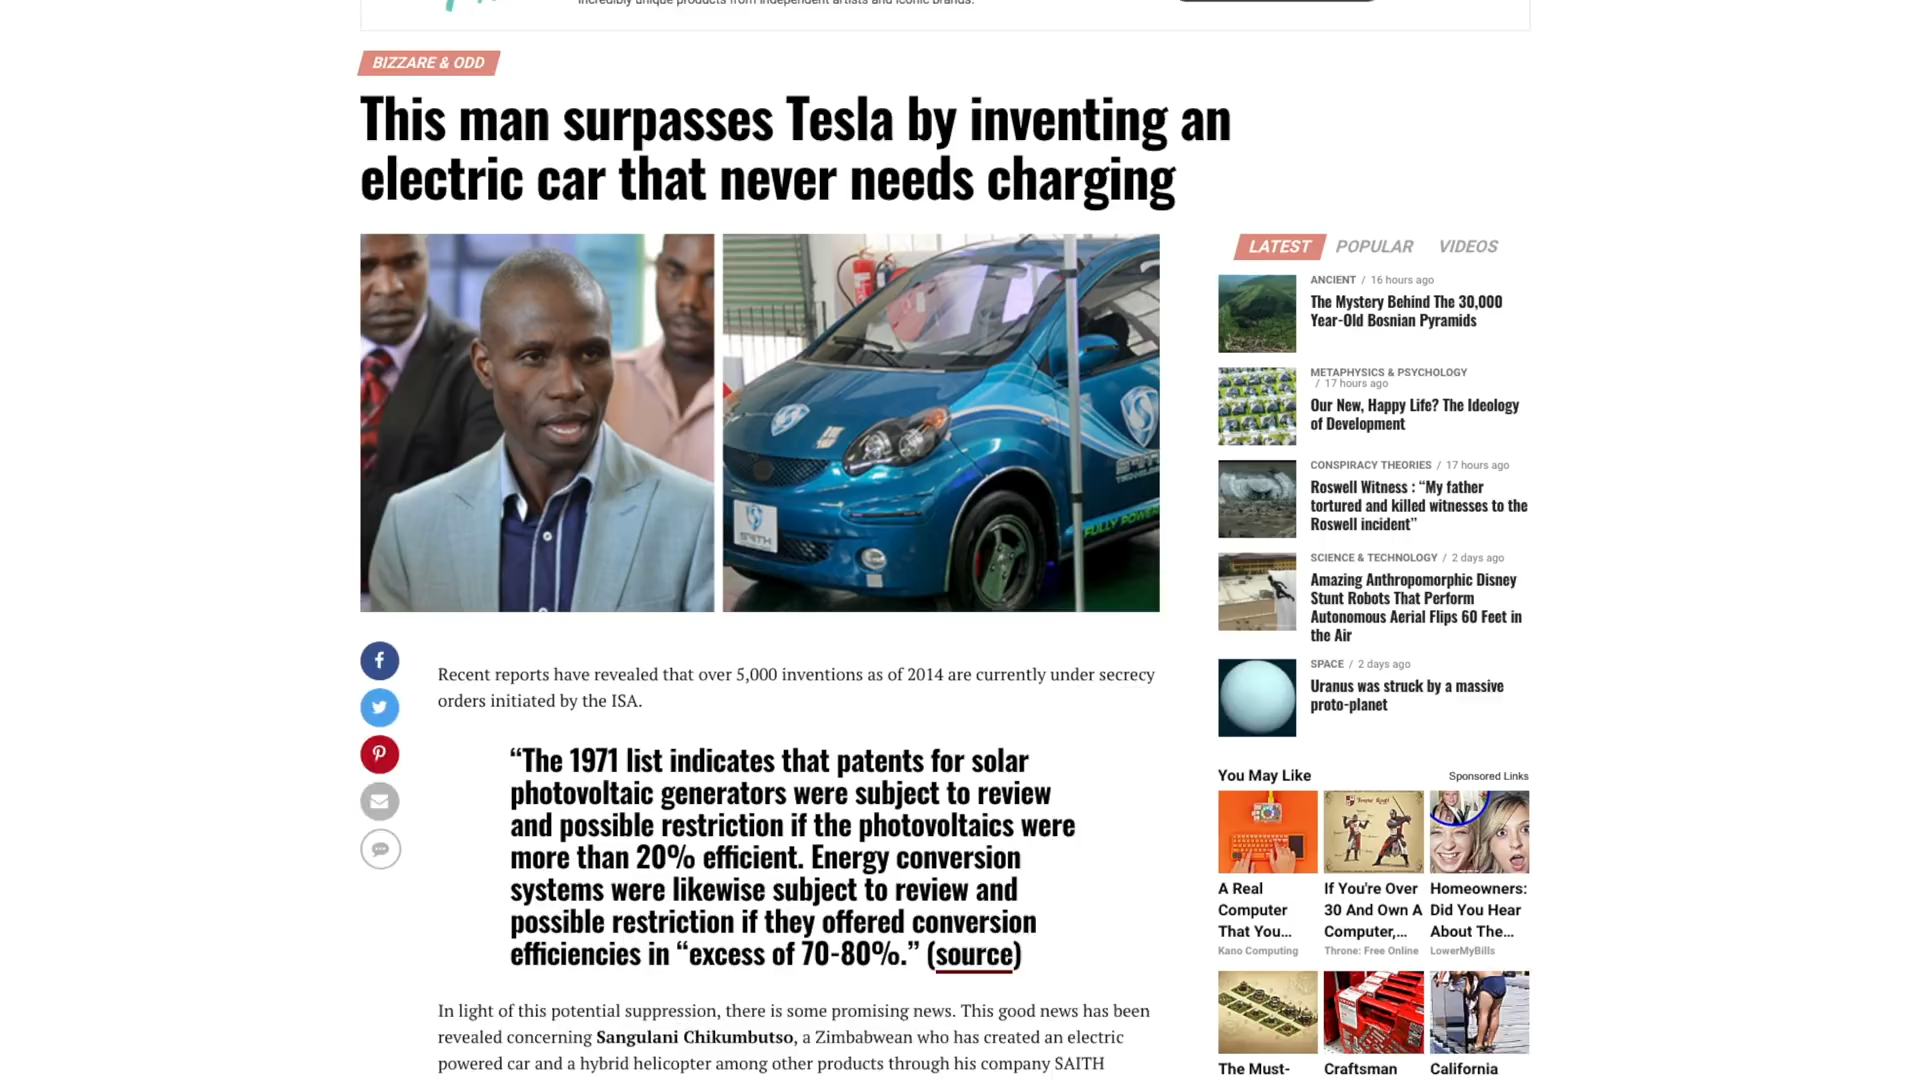 incredibly unique products from independent artists and iconic brands.
BIZZARE & ODD
This man surpasses Tesla by inventing an
electric car that never needs charging
SAITH
FULLY POWER
Recent reports have revealed that over 5,000 inventions as of 2014 are currently under secrecy
orders initiated by the ISA.
“The 1971 list indicates that patents for solar
photovoltaic generators were subject to review
and possible restriction if the photovoltaics were
more than 20% efficient. Energy conversion
systems were likewise subject to review and
possible restriction if they offered conversion
efficiencies in “excess of 70-80%.” (source)
In light of this potential suppression, there is some promising news. This good news has been
revealed concerning Sangulani Chikumbutso, a Zimbabwean who has created an electric
powered car and a hybrid helicopter among other products through his company SAITH
LATEST POPULAR VIDEOS
ANCIENT / 16 hours ago
The Mystery Behind The 30,000
Year-Old Bosnian Pyramids
METAPHYSICS & PSYCHOLOGY
/ 17 hours ago
Our New, Happy Life? The Ideology
of Development
CONSPIRACY THEORIES / 17 hours ago
Roswell Witness : “My father
tortured and killed witnesses to the
Roswell incident”
SCIENCE & TECHNOLOGY / 2 days ago
Amazing Anthropomorphic Disney
Stunt Robots That Perform
Autonomous Aerial Flips 60 Feet in
the Air
SPACE / 2 days ago
Uranus was struck by a massive
proto-planet
You May Like Sponsored Links
A Real
Computer
That You...
Kano Computing
If You're Over
30 And Own A
Computer,...
Throne: Free Online
Homeowners:
Did You Hear
About The...
LowerMyBills
The Must-
Craftsman
California